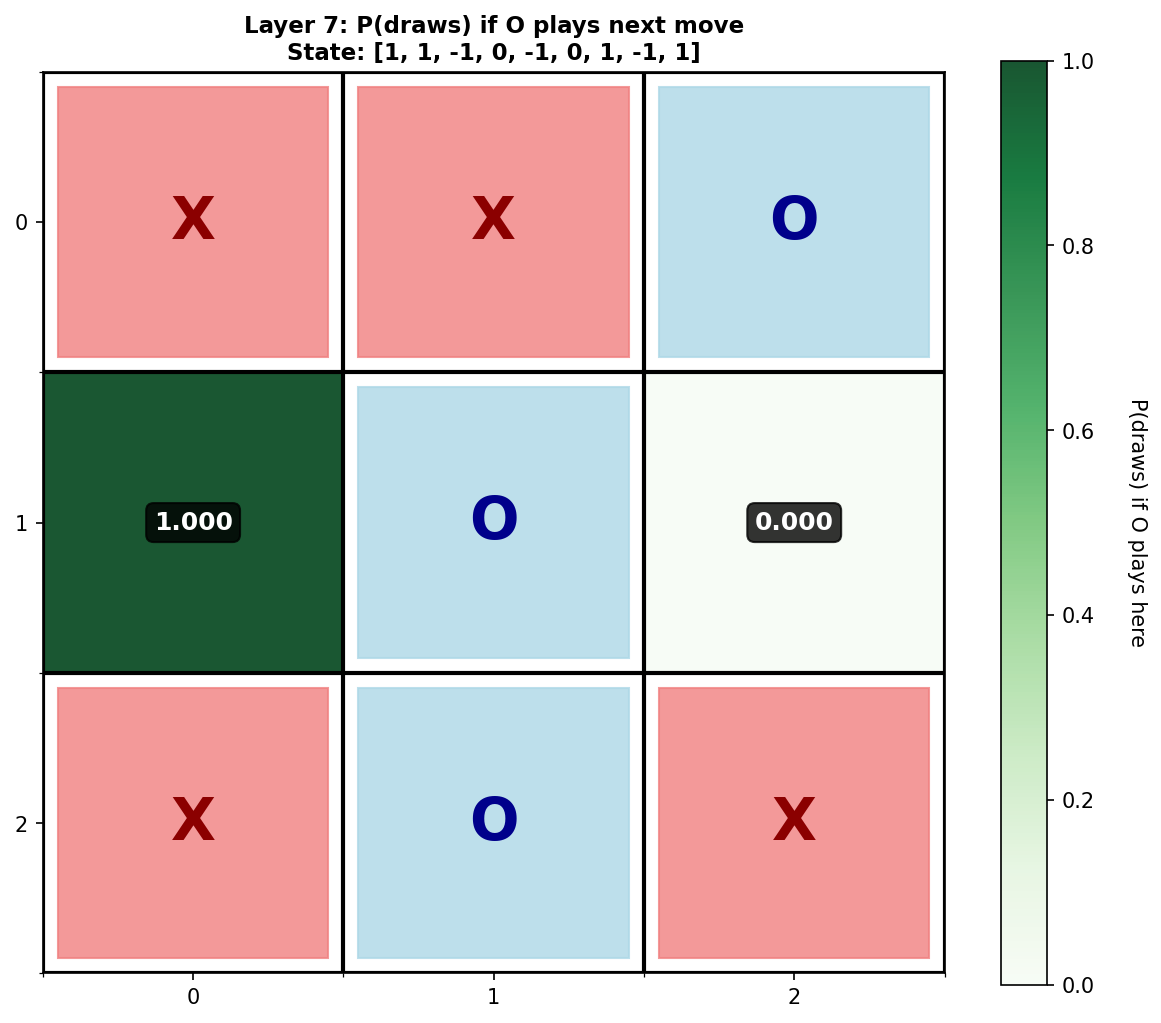 Layer 7: P(draws) if O plays next move
State: [1, 1, -1, 0, -1, 0, 1, -1, 1]
X
X
O
0
1.000
O
0.000
1
X
O
X
2
0
1
2
1.0
0.8
0.6
0.4
0.2
0.0
P(draws) if O plays here